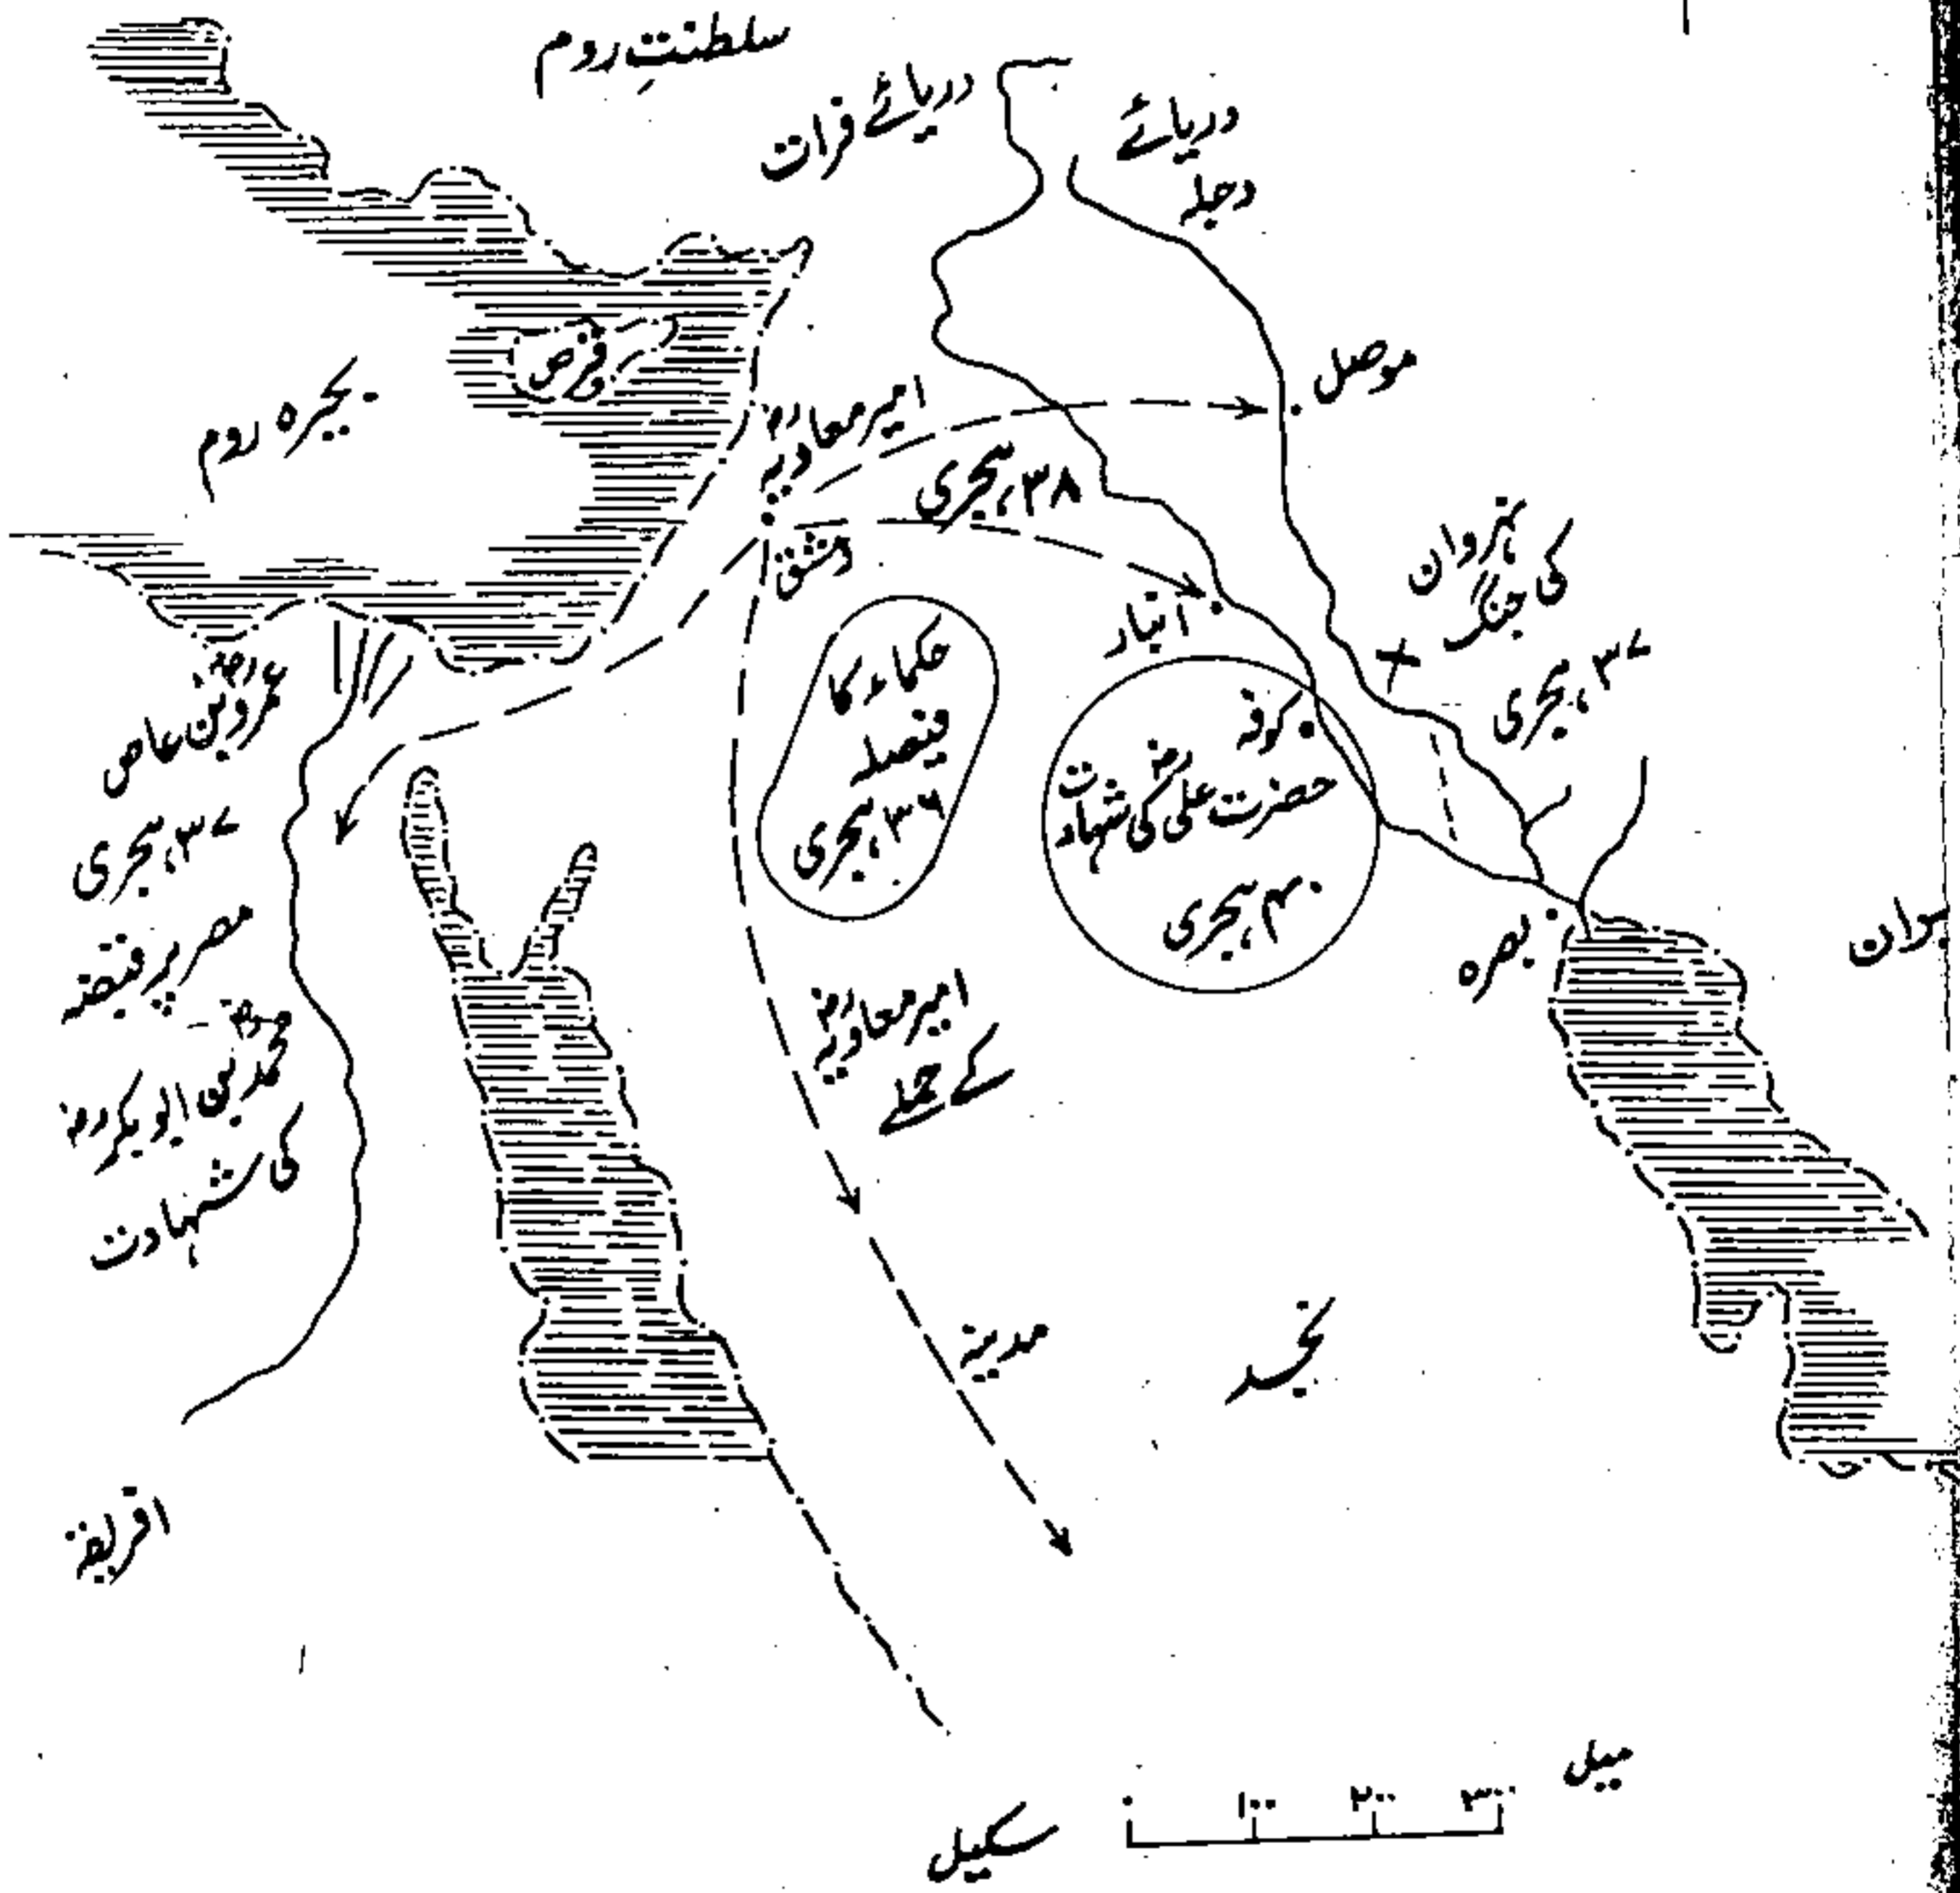 سلطنتِ روم
دریائے فرات
دریائے
دجلہ
قبرص
بحیرہ روم
موصل
امیر معاویہؓ
۳۸ ہجری
دمشق
انبار
نہروان
کی جنگ
۳۷ ہجری
حکماء کا
فیصلہ
۳۷ ہجری
کوفہ
حضرت علیؓ کی شہادت
۴۰ ہجری
عمروؓ بن عاص
۳۷ ہجری
مصر پر قبضہ
محمدؓ بن ابوبکرؓ
کی شہادت
امیر معاویہؓ
کے حملے
بصرہ
مدینہ
نجد
افریقہ
میل
۰ ۱۰۰ ۲۰۰ ۳۰۰
سکیل